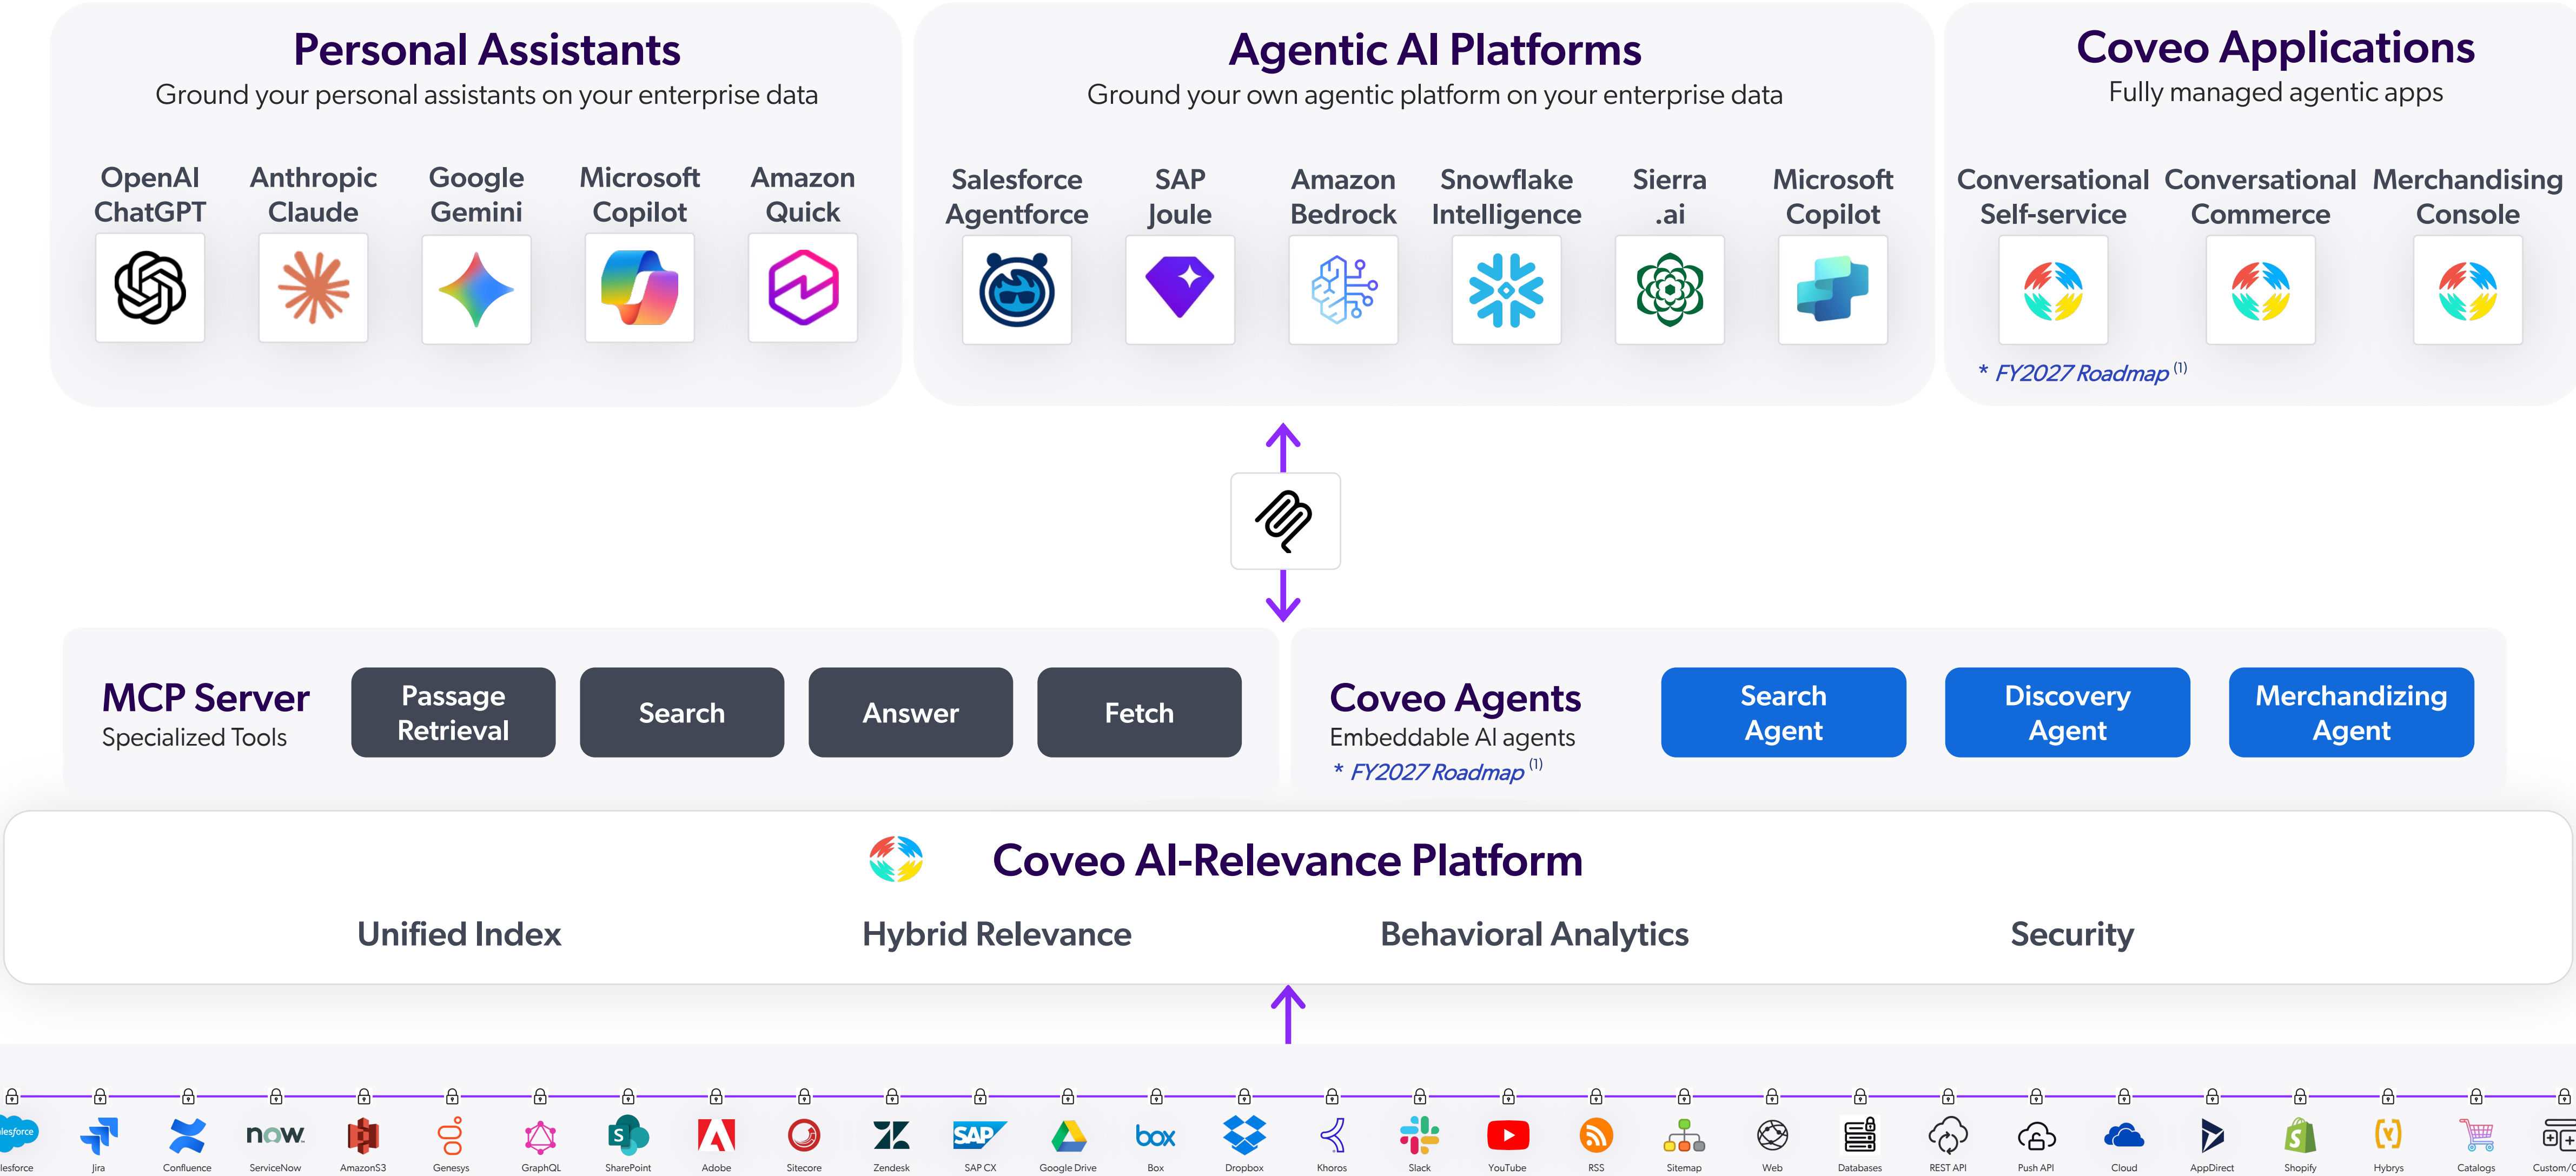 Personal Assistants
Ground your personal assistants on your enterprise data
OpenAI ChatGPT
Anthropic Claude
Google Gemini
Microsoft Copilot
Amazon Quick
Agentic AI Platforms
Ground your own agentic platform on your enterprise data
Salesforce Agentforce
SAP Joule
Amazon Bedrock
Snowflake Intelligence
Sierra .ai
Microsoft Copilot
Coveo Applications
Fully managed agentic apps
Conversational Self-service
Conversational Commerce
Merchandising Console
* FY2027 Roadmap (1)
MCP Server
Specialized Tools
Passage Retrieval
Search
Answer
Fetch
Coveo Agents
Embeddable AI agents
* FY2027 Roadmap (1)
Search Agent
Discovery Agent
Merchandizing Agent
Coveo AI-Relevance Platform
Unified Index
Hybrid Relevance
Behavioral Analytics
Security
lesforce
now.
S
SAP
box
lesforce
Jira
Confluence
ServiceNow
AmazonS3
Genesys
GraphQL
SharePoint
Adobe
Sitecore
Zendesk
SAP CX
Google Drive
Box
Dropbox
Khoros
Slack
YouTube
RSS
Sitemap
Web
Databases
REST API
Push API
Cloud
AppDirect
Shopify
Hybrys
Catalogs